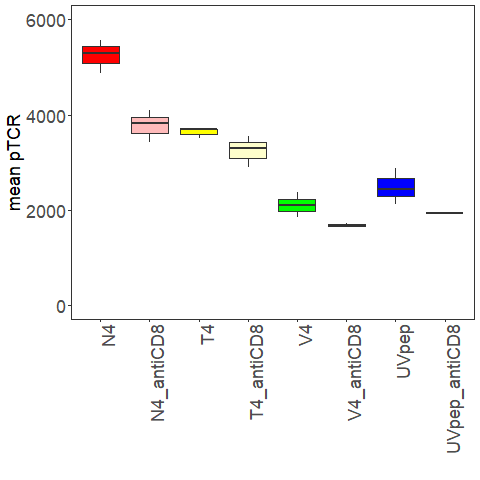 mean pTCR
6000
4000
2000
0
N4
N4_antiCD8
T4
T4_antiCD8
V4
V4_antiCD8
UVpep
UVpep_antiCD8